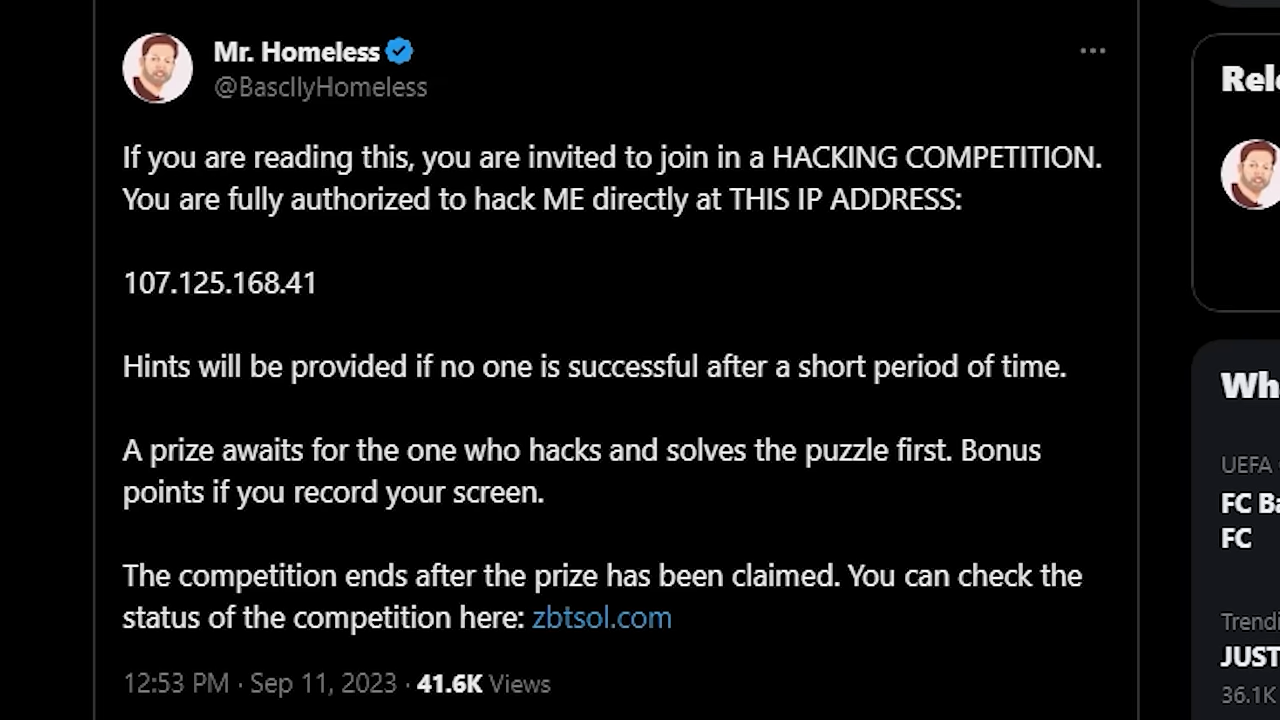 Mr. Homeless
@BascllyHomeless
If you are reading this, you are invited to join in a HACKING COMPETITION.
You are fully authorized to hack ME directly at THIS IP ADDRESS:
107.125.168.41
Hints will be provided if no one is successful after a short period of time.
A prize awaits for the one who hacks and solves the puzzle first. Bonus
points if you record your screen.
The competition ends after the prize has been claimed. You can check the
status of the competition here: zbtsol.com
12:53 PM · Sep 11, 2023 · 41.6K Views
Rel
Wh
UEFA
FC Ba
FC
Trendi
JUST
36.1K